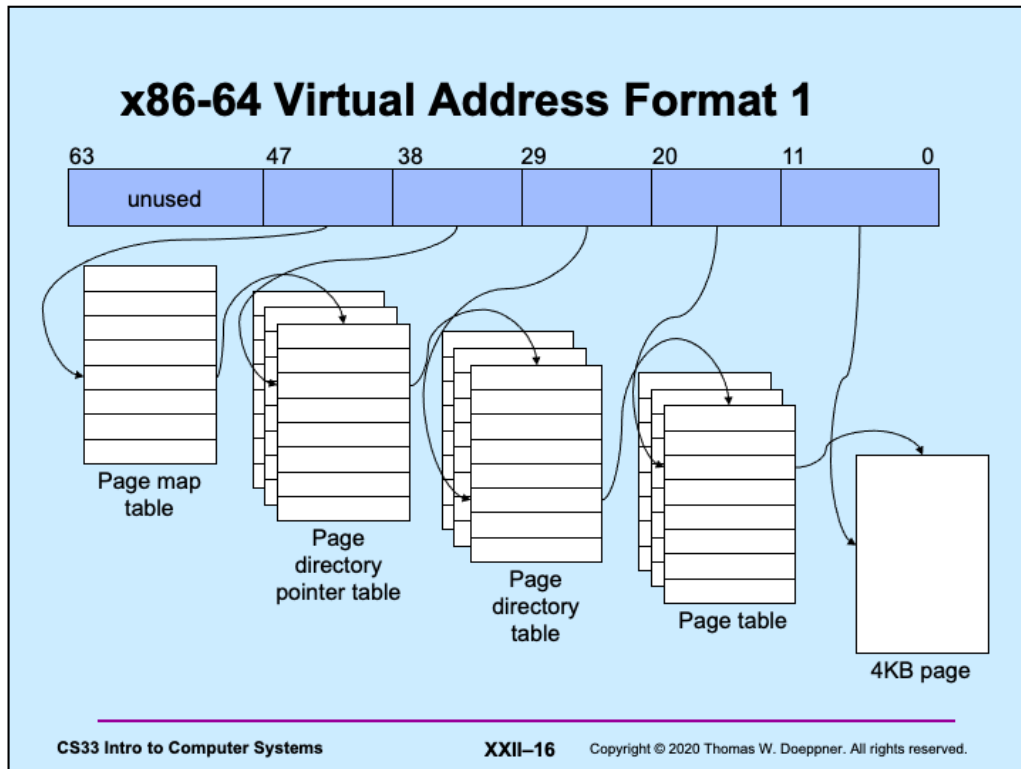 x86-64 Virtual Address Format 1
63 47 38 29 20 11 0
unused
Page map
table
Page
directory
pointer table
Page
directory
table
Page table
4KB page
CS33 Intro to Computer Systems XXII–16 Copyright © 2020 Thomas W. Doeppner. All rights reserved.